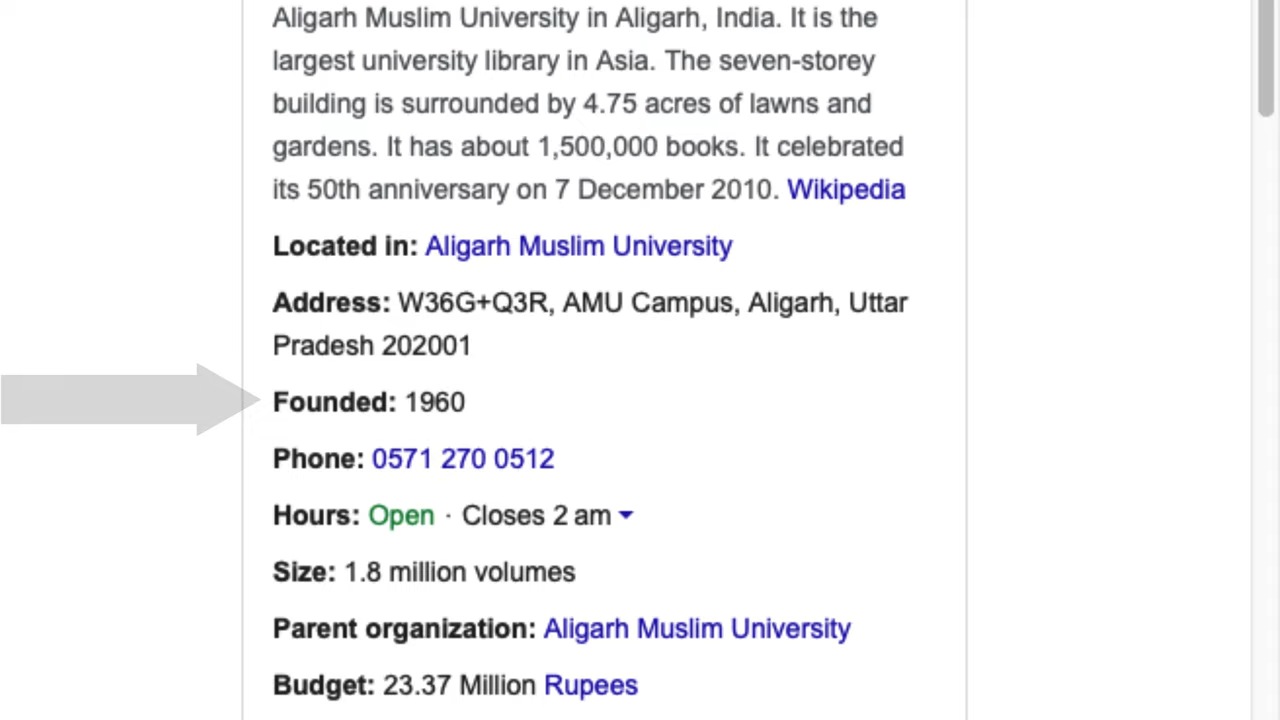 Aligarh Muslim University in Aligarh, India. It is the
largest university library in Asia. The seven-storey
building is surrounded by 4.75 acres of lawns and
gardens. It has about 1,500,000 books. It celebrated
its 50th anniversary on 7 December 2010. Wikipedia
Located in: Aligarh Muslim University
Address: W36G+Q3R, AMU Campus, Aligarh, Uttar
Pradesh 202001
Founded: 1960
Phone: 0571 270 0512
Hours: Open · Closes 2 am
Size: 1.8 million volumes
Parent organization: Aligarh Muslim University
Budget: 23.37 Million Rupees